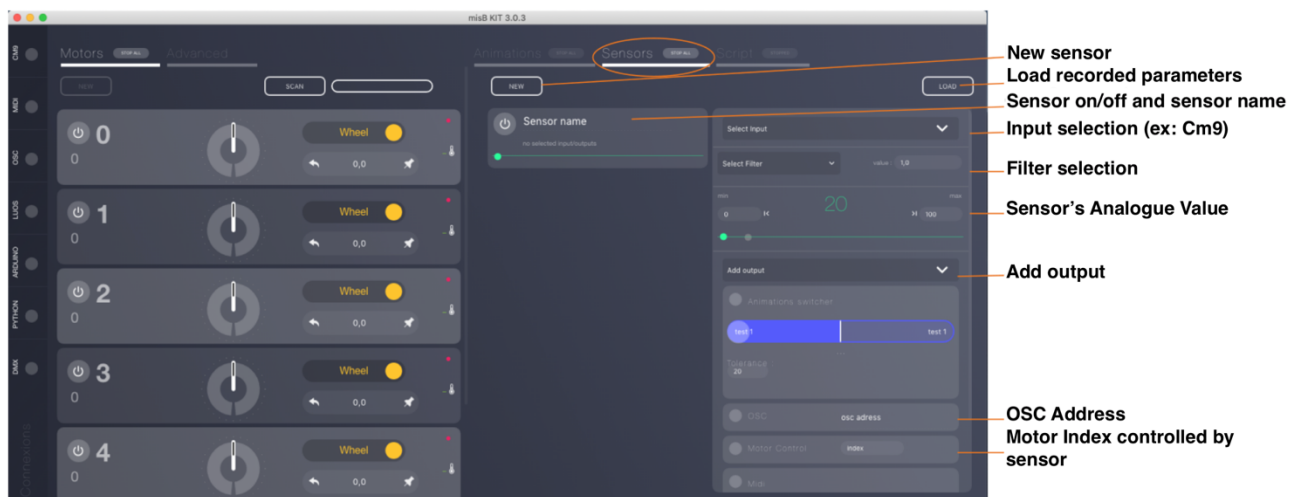 misB KIT 3.0.3
CM9
MIDI
OSC
LUOS
ARDUINO
PYTHON
DMX
Connexions
Motors STOP ALL Advanced
NEW SCAN
0 Wheel
0 0,0
1 Wheel
0 0,0
2 Wheel
0 0,0
3 Wheel
0 0,0
4 Wheel
0 0,0
Animations STOP ALL Sensors STOP ALL Script
NEW LOAD
Sensor name
no selected input/outputs
Select Input
Select Filter value : 1,0
min 20 max
0 100
Add output
Animations switcher
test 1 test 1
Tolerance
20
OSC osc adress
Motor Control index
Midi
New sensor
Load recorded parameters
Sensor on/off and sensor name
Input selection (ex: Cm9)
Filter selection
Sensor's Analogue Value
Add output
OSC Address
Motor Index controlled by
sensor